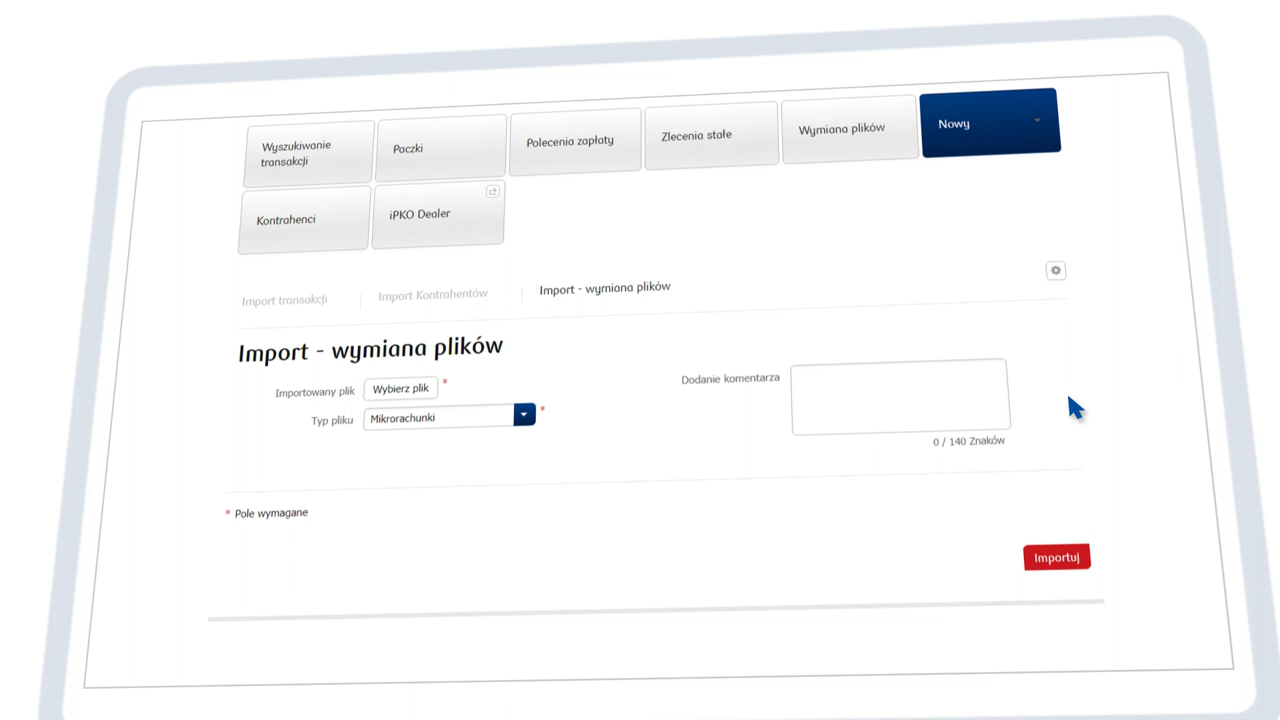 Wyszukiwanie
transakcji
Paczki
Polecenia zapłaty
Zlecenia stałe
Wymiana plików
Nowy
Kontrahenci
iPKO Dealer
Import transakcji
Import Kontrahentów
Import - wymiana plików
Import - wymiana plików
Importowany plik
Wybierz plik *
Typ pliku
Mikrorachunki *
Dodanie komentarza
0 / 140 Znaków
* Pole wymagane
Importuj